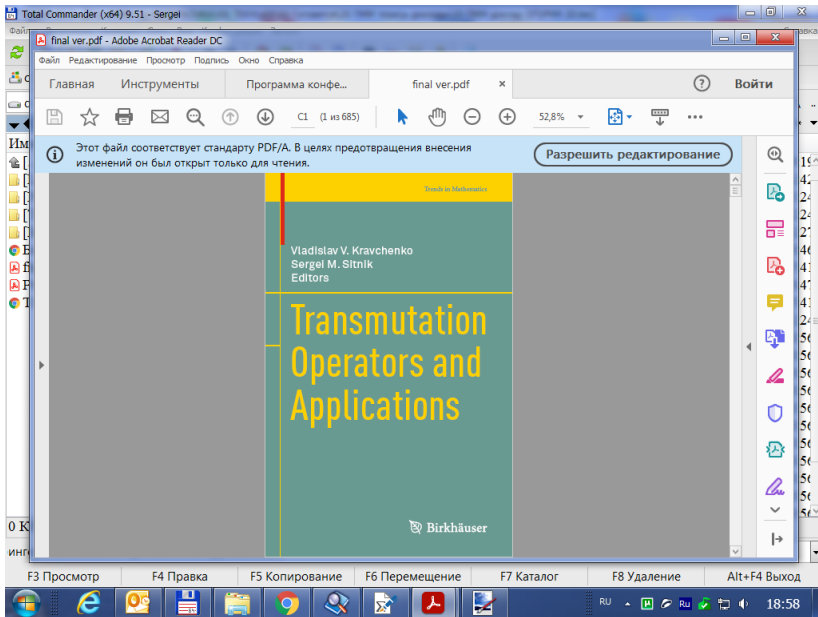 Total Commander (x64) 9.51 - Sergei
final ver.pdf - Adobe Acrobat Reader DC
Файл Редактирование Просмотр Подпись Окно Справка
Главная Инструменты Программа конфе... final ver.pdf × ? Войти
C1 (1 из 685) 52,8%
Этот файл соответствует стандарту PDF/A. В целях предотвращения внесения
изменений он был открыт только для чтения.
Разрешить редактирование
Trends in Mathematics
Vladislav V. Kravchenko
Sergei M. Sitnik
Editors
Transmutation
Operators and
Applications
Birkhäuser
0 К
F3 Просмотр F4 Правка F5 Копирование F6 Перемещение F7 Каталог F8 Удаление Alt+F4 Выход
RU Ru 18:58